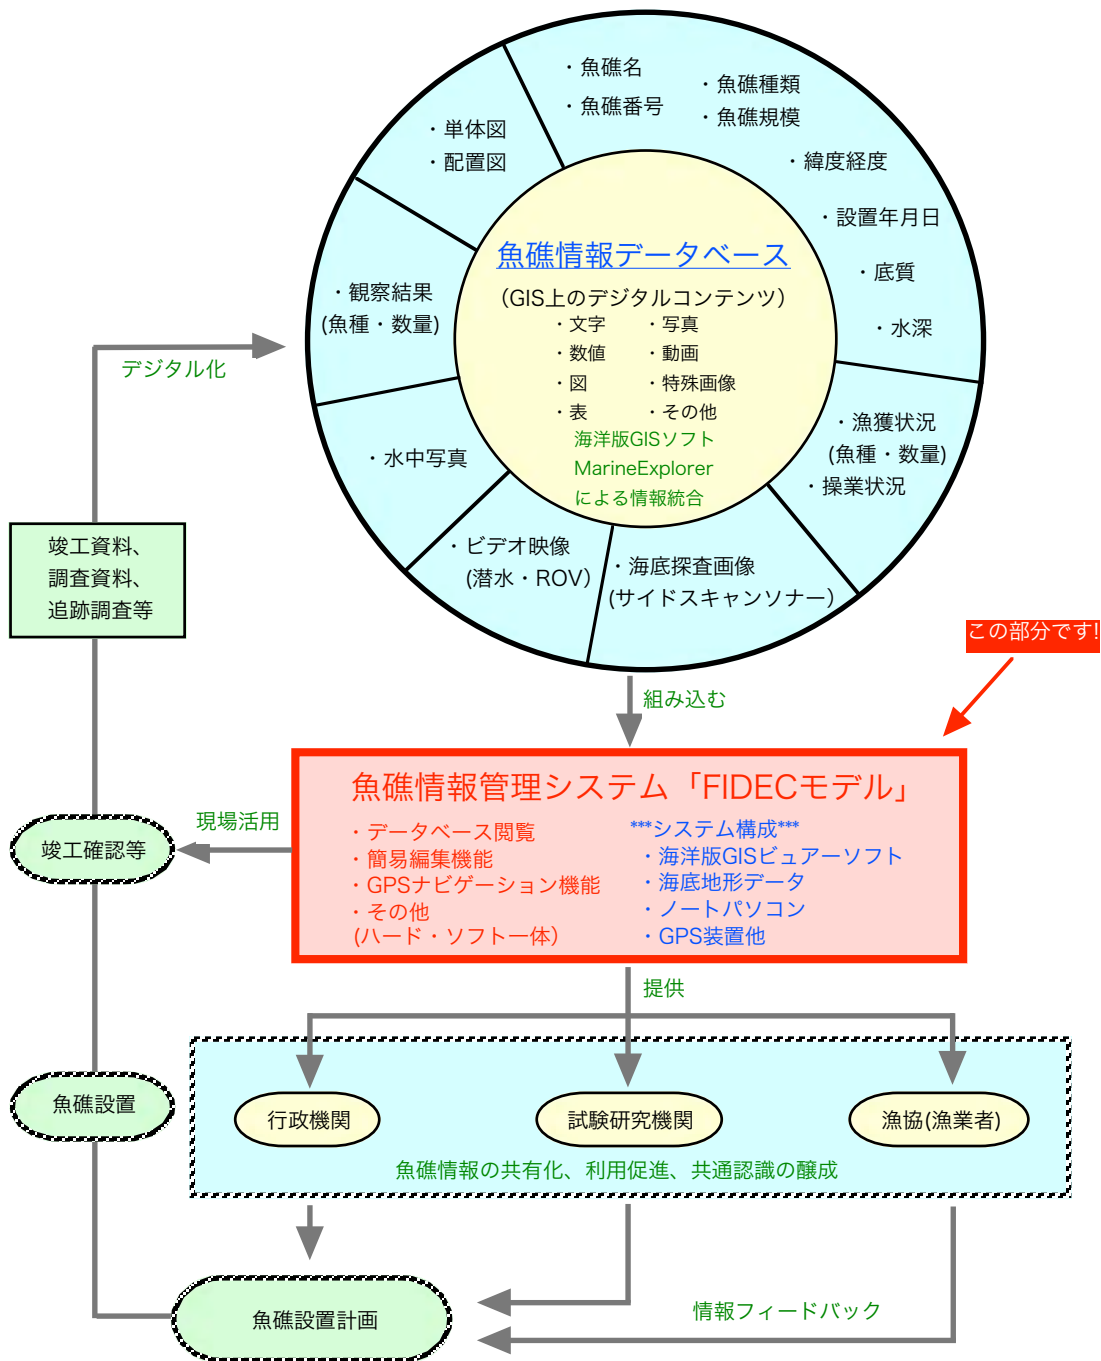 ・魚礁名
・魚礁番号
・魚礁種類
・魚礁規模
・緯度経度
・設置年月日
・底質
・水深
・単体図
・配置図
・観察結果
(魚種・数量)
・水中写真
・ビデオ映像
(潜水・ROV）
・海底探査画像
(サイドスキャンソナー）
・漁獲状況
(魚種・数量)
・操業状況
魚礁情報データベース
（GIS上のデジタルコンテンツ）
・文字　・写真
・数値　・動画
・図　・特殊画像
・表　・その他
海洋版GISソフト
MarineExplorer
による情報統合
デジタル化
竣工資料、
調査資料、
追跡調査等
この部分です!
組み込む
魚礁情報管理システム「FIDECモデル」
・データベース閲覧
・簡易編集機能
・GPSナビゲーション機能
・その他
(ハード・ソフト一体）
***システム構成***
・海洋版GISビュアーソフト
・海底地形データ
・ノートパソコン
・GPS装置他
現場活用
竣工確認等
提供
魚礁設置
行政機関
試験研究機関
漁協(漁業者)
魚礁情報の共有化、利用促進、共通認識の醸成
魚礁設置計画
情報フィードバック